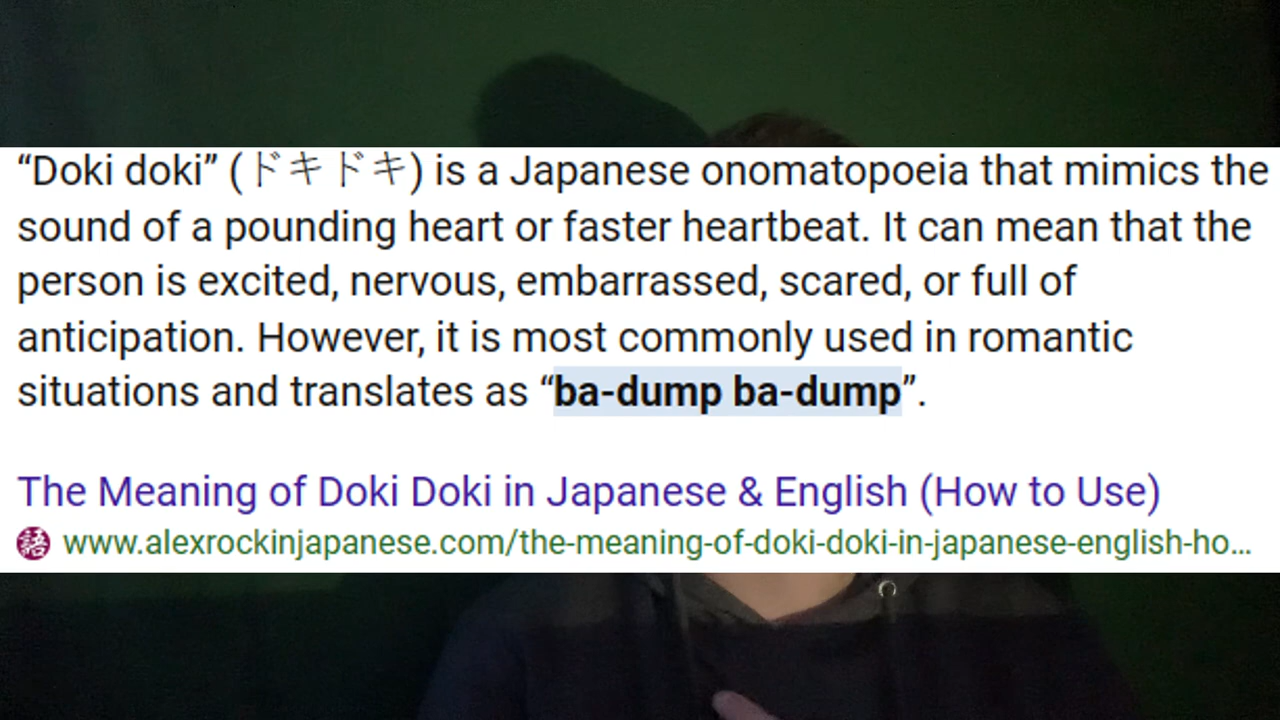 “Doki doki” (ドキドキ) is a Japanese onomatopoeia that mimics the
sound of a pounding heart or faster heartbeat. It can mean that the
person is excited, nervous, embarrassed, scared, or full of
anticipation. However, it is most commonly used in romantic
situations and translates as “ba-dump ba-dump”.
The Meaning of Doki Doki in Japanese & English (How to Use)
語 www.alexrockinjapanese.com/the-meaning-of-doki-doki-in-japanese-english-ho...